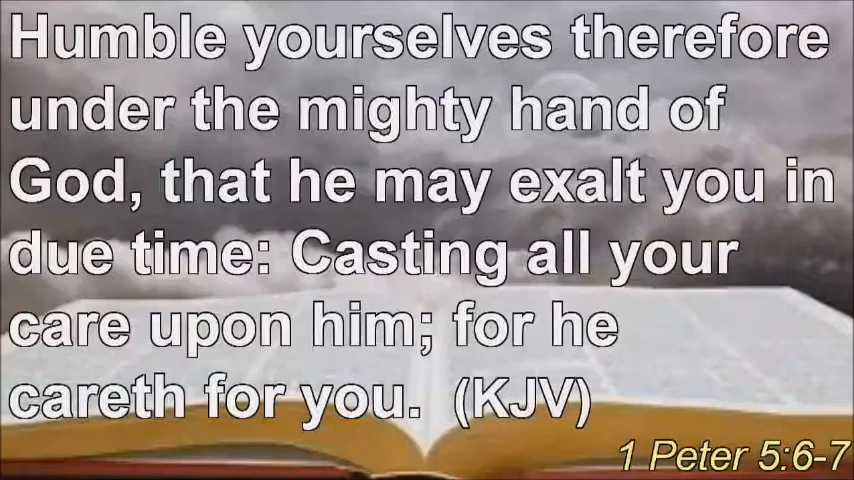 Humble yourselves therefore
under the mighty hand of
God, that he may exalt you in
due time: Casting all your
care upon him; for he
careth for you.  (KJV)
1 Peter 5:6-7